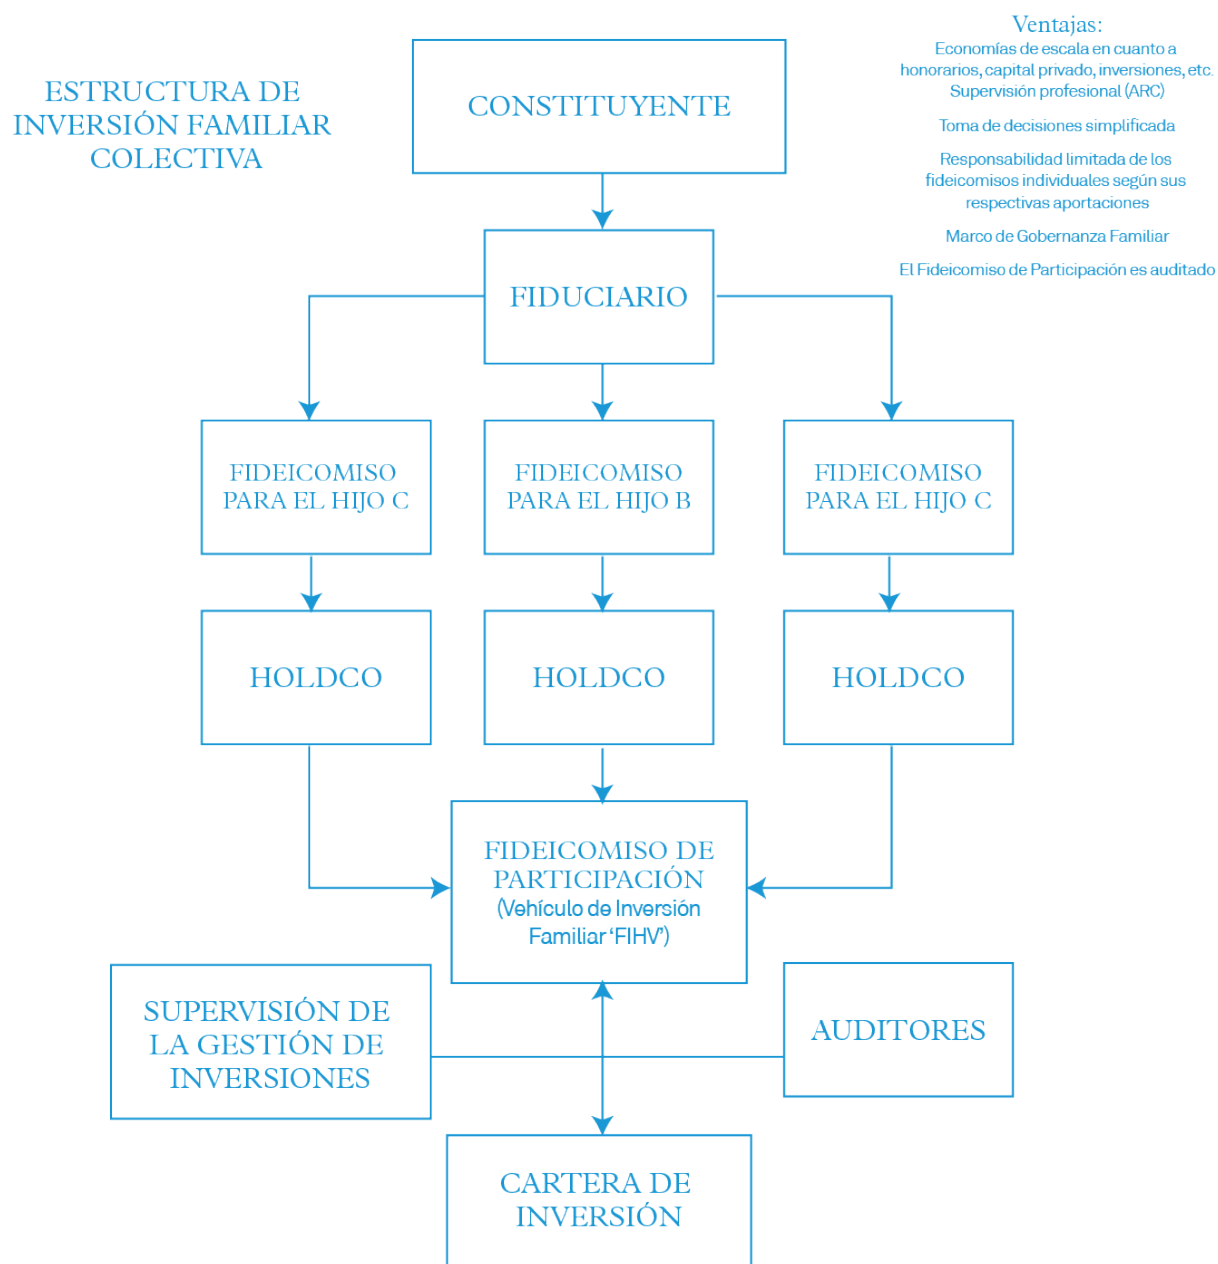 ESTRUCTURA DE
INVERSIÓN FAMILIAR
COLECTIVA
CONSTITUYENTE
Ventajas:
Economías de escala en cuanto a
honorarios, capital privado, inversiones, etc.
Supervisión profesional (ARC)
Toma de decisiones simplificada
Responsabilidad limitada de los
fideicomisos individuales según sus
respectivas aportaciones
Marco de Gobernanza Familiar
El Fideicomiso de Participación es auditado
FIDUCIARIO
FIDEICOMISO
PARA EL HIJO C
FIDEICOMISO
PARA EL HIJO B
FIDEICOMISO
PARA EL HIJO C
HOLDCO
HOLDCO
HOLDCO
FIDEICOMISO DE
PARTICIPACIÓN
(Vehículo de Inversión
Familiar ‘FIHV’)
SUPERVISIÓN DE
LA GESTIÓN DE
INVERSIONES
AUDITORES
CARTERA DE
INVERSIÓN